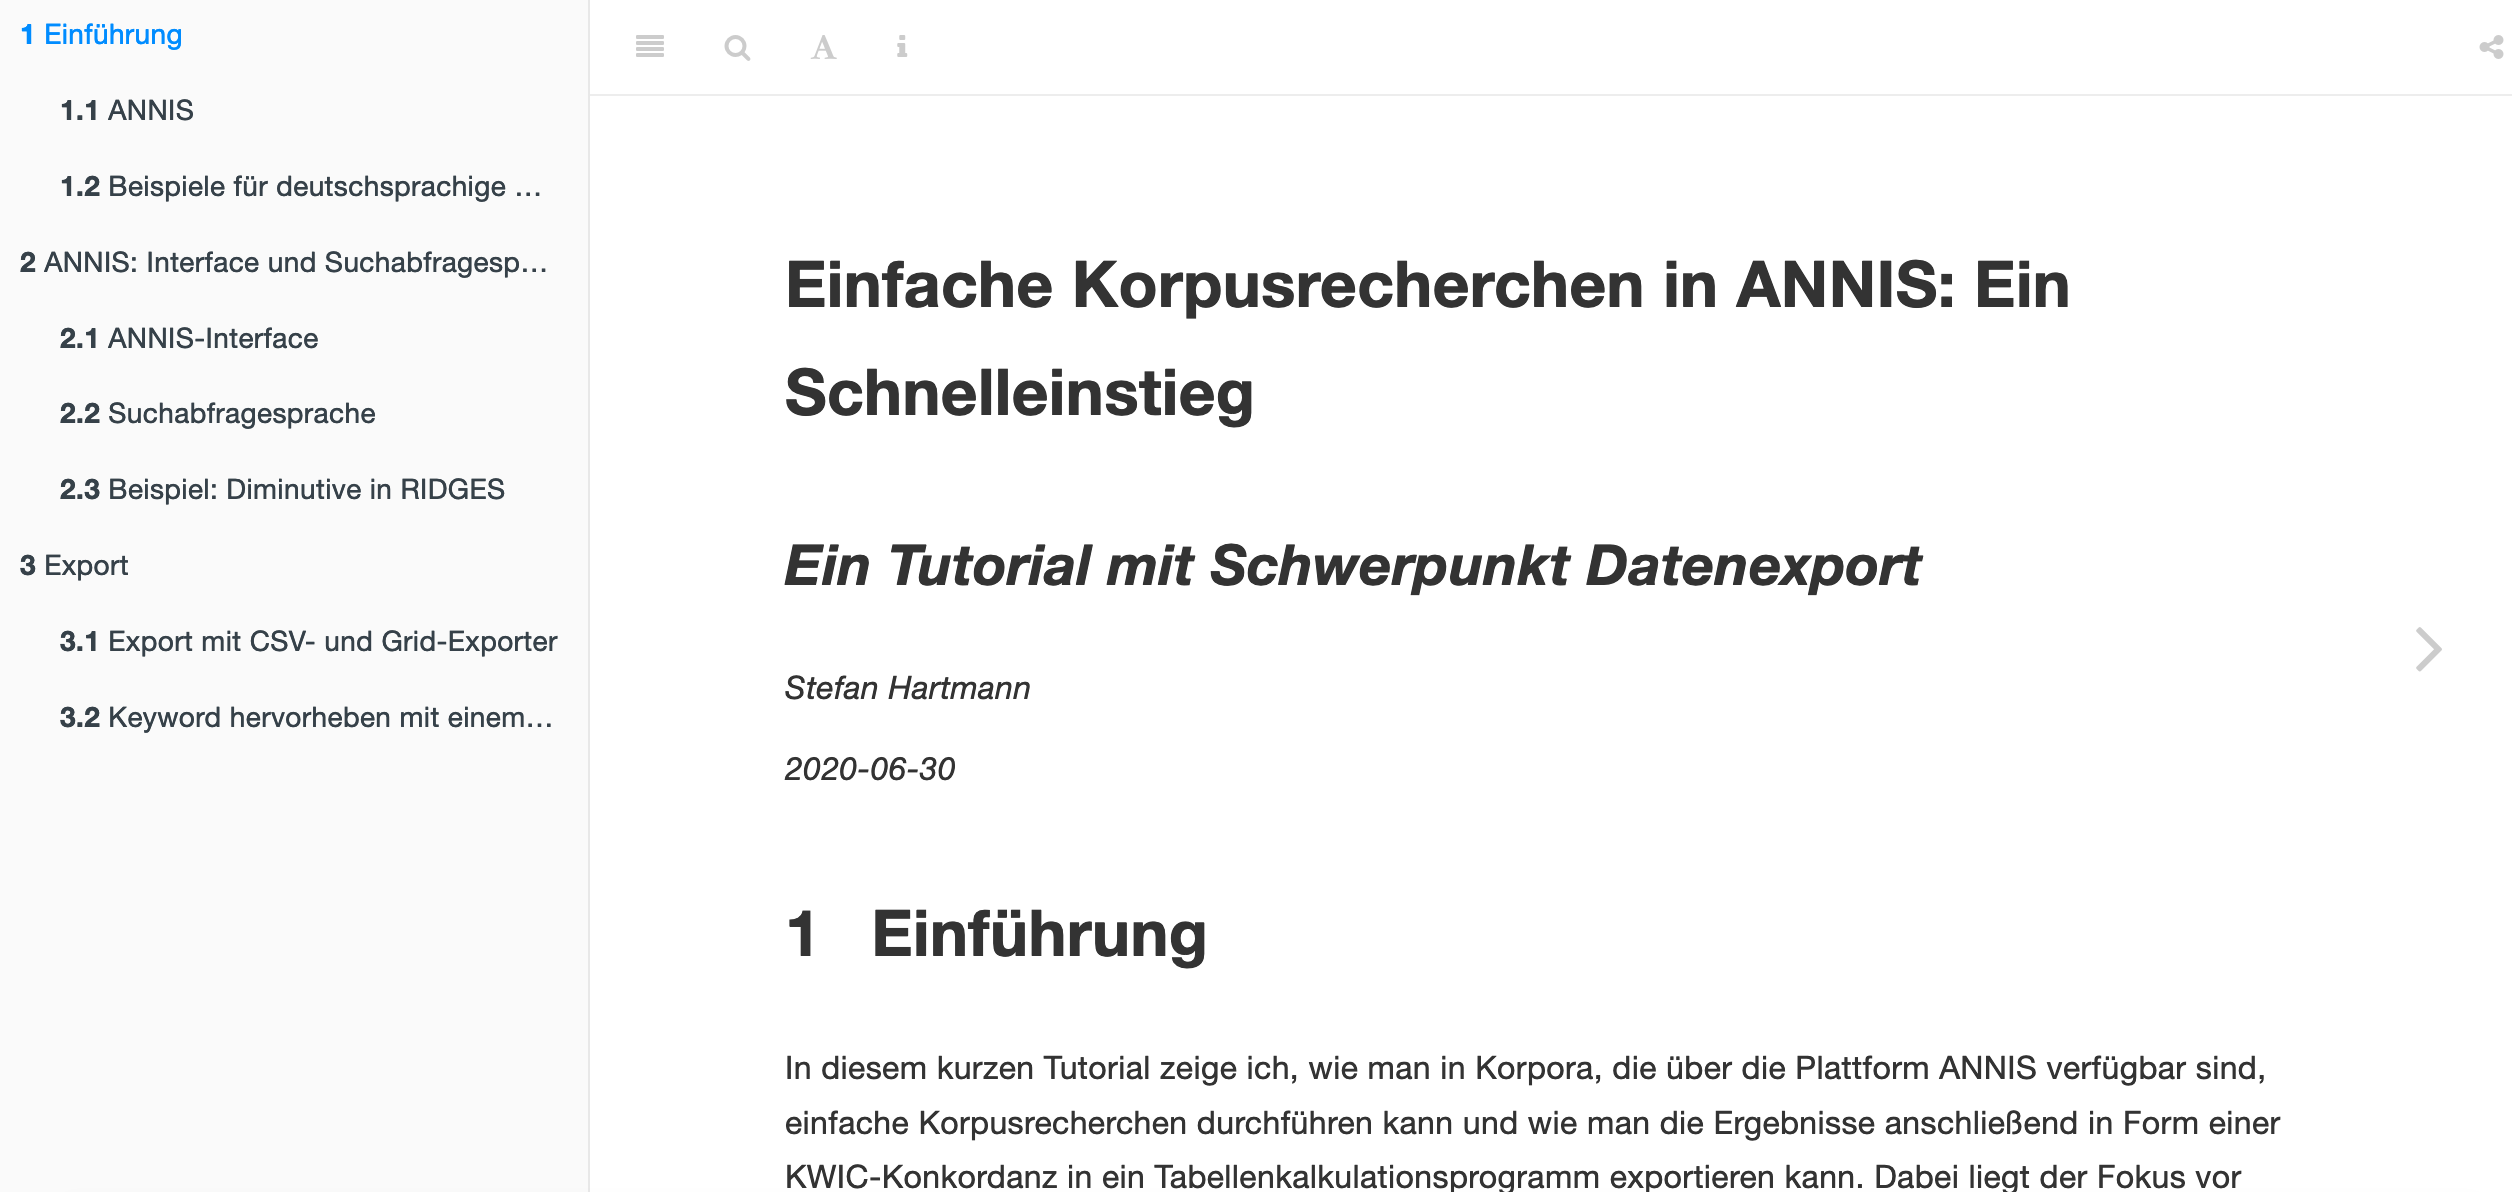 1 Einführung
1.1 ANNIS
1.2 Beispiele für deutschsprachige …
2 ANNIS: Interface und Suchabfragesp…
2.1 ANNIS-Interface
2.2 Suchabfragesprache
2.3 Beispiel: Diminutive in RIDGES
3 Export
3.1 Export mit CSV- und Grid-Exporter
3.2 Keyword hervorheben mit einem…
Einfache Korpusrecherchen in ANNIS: Ein
Schnelleinstieg
Ein Tutorial mit Schwerpunkt Datenexport
Stefan Hartmann
2020-06-30
1 Einführung
In diesem kurzen Tutorial zeige ich, wie man in Korpora, die über die Plattform ANNIS verfügbar sind,
einfache Korpusrecherchen durchführen kann und wie man die Ergebnisse anschließend in Form einer
KWIC-Konkordanz in ein Tabellenkalkulationsprogramm exportieren kann. Dabei liegt der Fokus vor